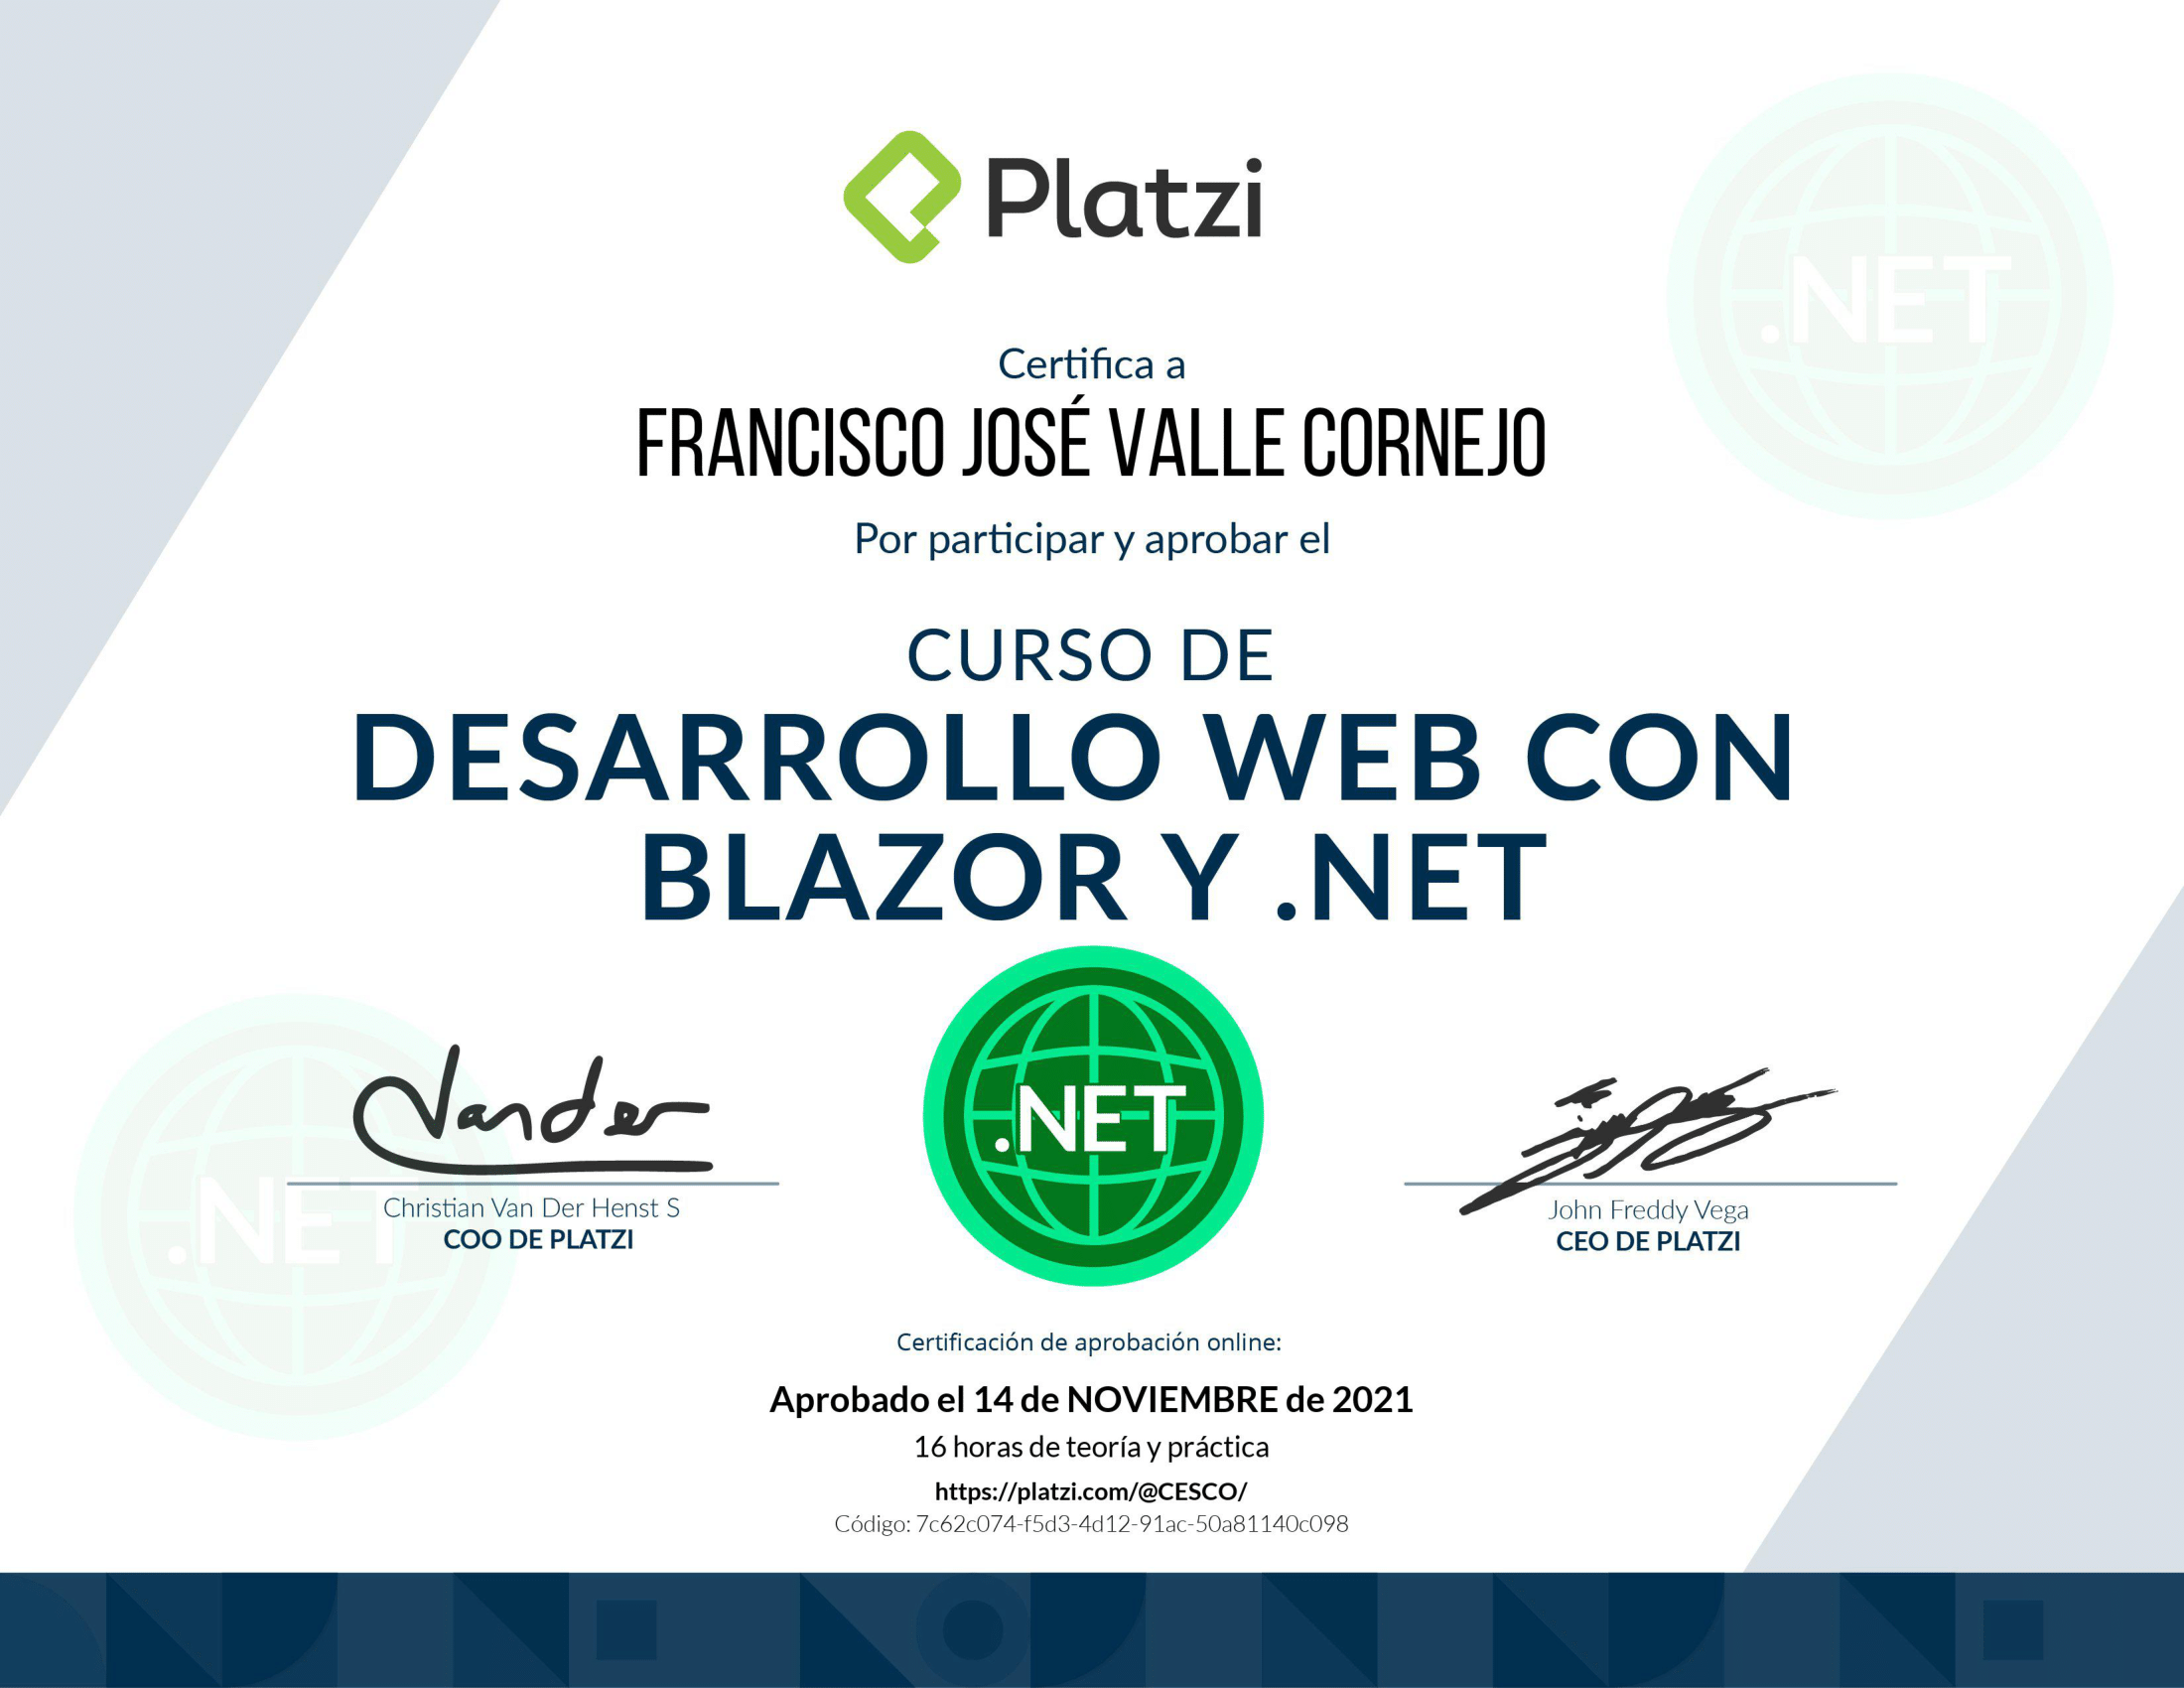 Platzi
.NET
Certifica a
FRANCISCO JOSÉ VALLE CORNEJO
Por participar y aprobar el
CURSO DE
DESARROLLO WEB CON
BLAZOR Y .NET
Vander
.NET
.NET
Christian Van Der Henst S
COO DE PLATZI
John Freddy Vega
CEO DE PLATZI
Certificación de aprobación online:
Aprobado el 14 de NOVIEMBRE de 2021
16 horas de teoría y práctica
https://platzi.com/@CESCO/
Código: 7c62c074-f5d3-4d12-91ac-50a81140c098